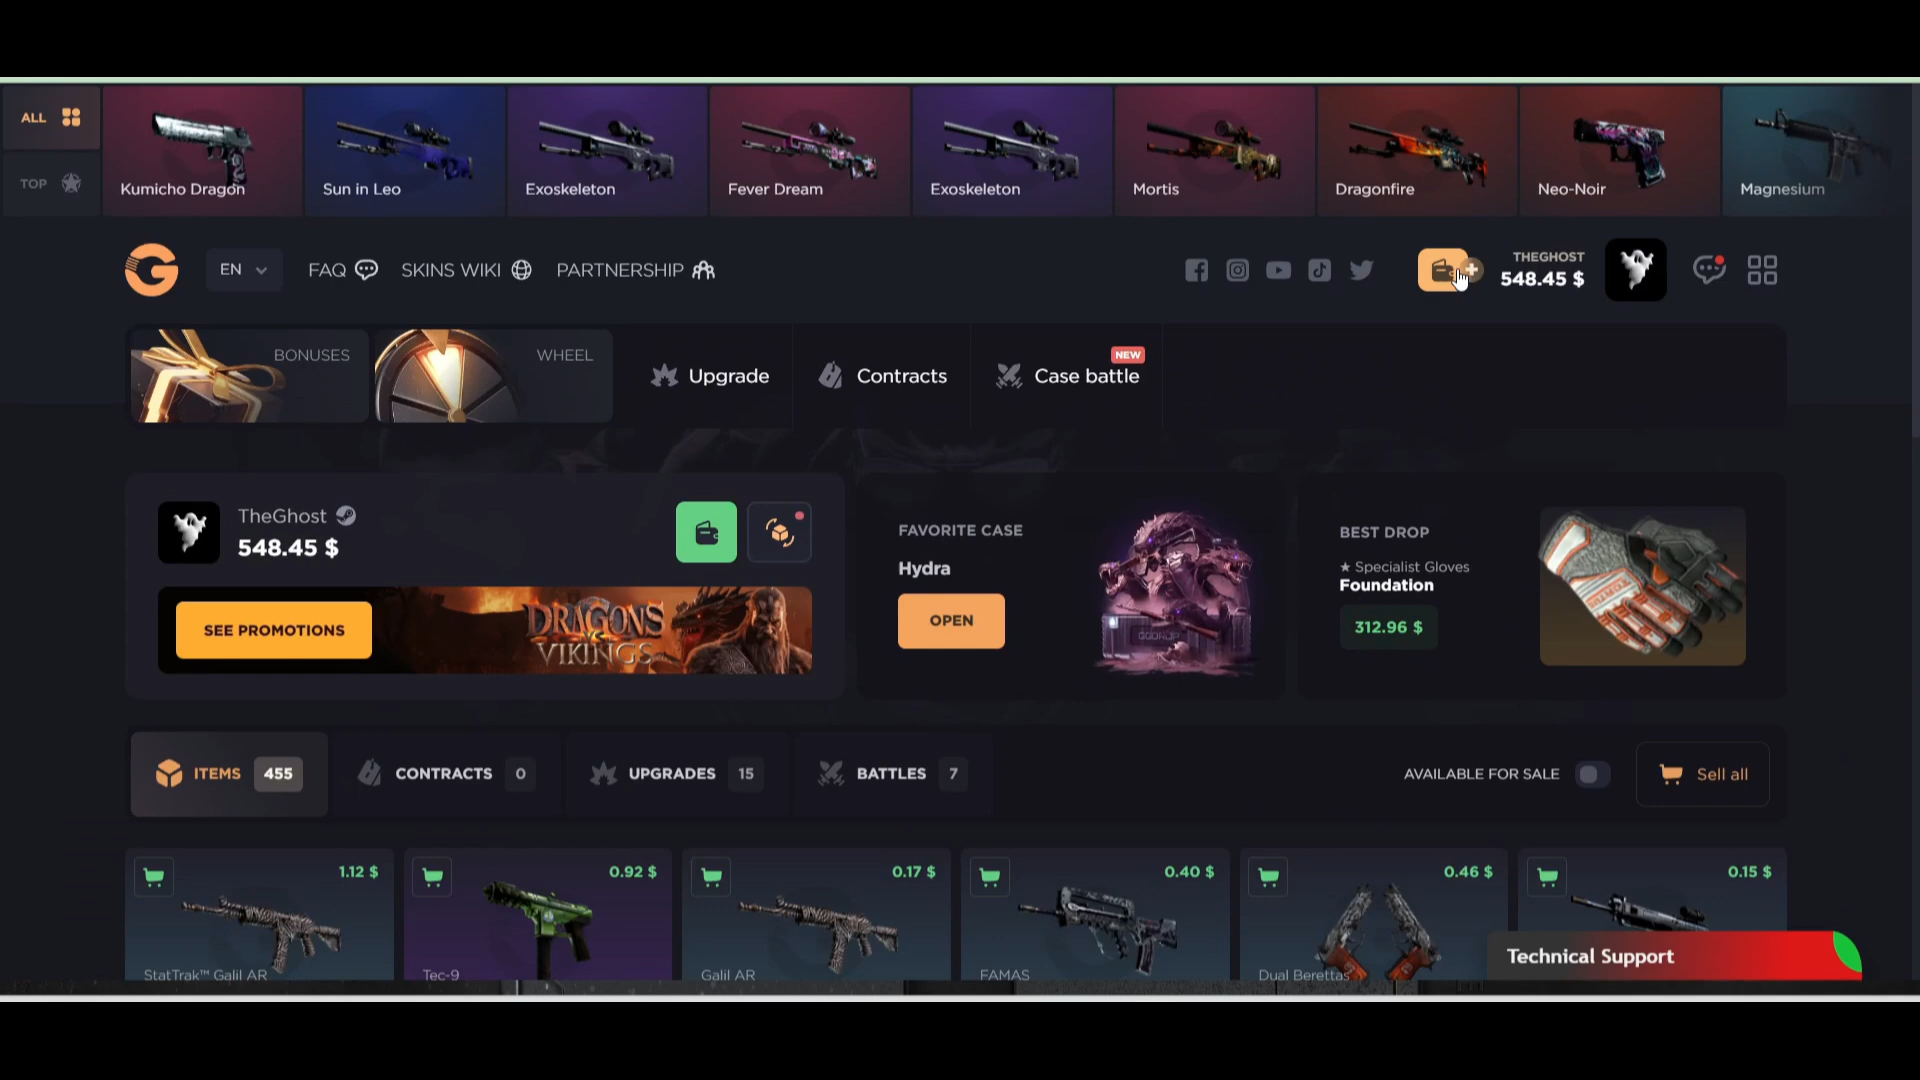 ALL
TOP
Kumicho Dragon
Sun in Leo
Exoskeleton
Fever Dream
Exoskeleton
Mortis
Dragonfire
Neo-Noir
Magnesium
EN
FAQ
SKINS WIKI
PARTNERSHIP
THEGHOST
548.45 $
BONUSES
WHEEL
Upgrade
Contracts
NEW
Case battle
TheGhost
548.45 $
SEE PROMOTIONS
DRAGONS
VS
VIKINGS
FAVORITE CASE
Hydra
OPEN
BEST DROP
★ Specialist Gloves
Foundation
312.96 $
ITEMS 455
CONTRACTS 0
UPGRADES 15
BATTLES 7
AVAILABLE FOR SALE
Sell all
1.12 $
0.92 $
0.17 $
0.40 $
0.46 $
0.15 $
StatTrak™ Galil AR
Tec-9
Galil AR
FAMAS
Dual Berettas
Technical Support